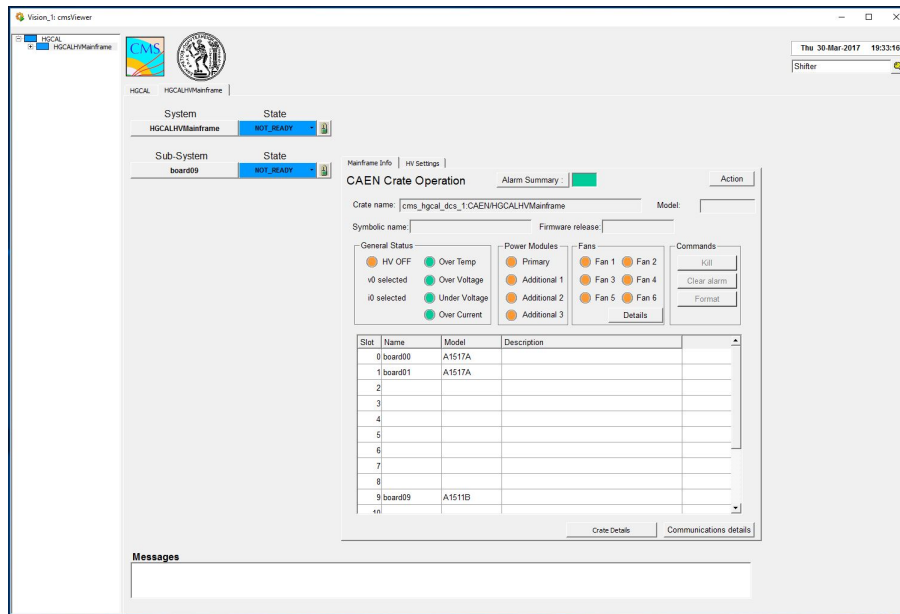 Vision_1: cmsViewer
HGCAL
HGCALHVMainframe
CMS
Thu 30-Mar-2017 19:33:16
Shifter
HGCAL HGCALHVMainframe
System State
HGCALHVMainframe NOT_READY
Sub-System State
board09 NOT_READY
Mainframe Info HV Settings
CAEN Crate Operation Alarm Summary : Action
Crate name: cms_hgcal_dcs_1:CAEN/HGCALHVMainframe Model:
Symbolic name: Firmware release:
General Status Power Modules Fans Commands
HV OFF Over Temp Primary Fan 1 Fan 2 Kill
v0 selected Over Voltage Additional 1 Fan 3 Fan 4 Clear alarm
i0 selected Under Voltage Additional 2 Fan 5 Fan 6 Format
Over Current Additional 3 Details
Slot Name Model Description
0 board00 A1517A
1 board01 A1517A
2
3
4
5
6
7
8
9 board09 A1511B
10
Crate Details Communications details
Messages